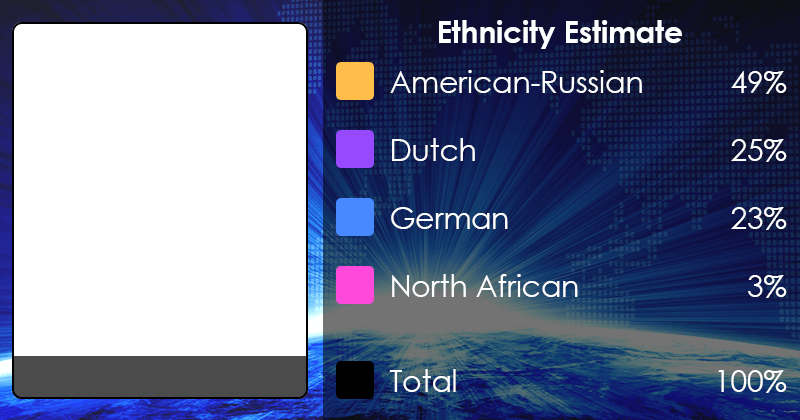 Ethnicity Estimate
American-Russian 49%
Dutch 25%
German 23%
North African 3%
Total 100%